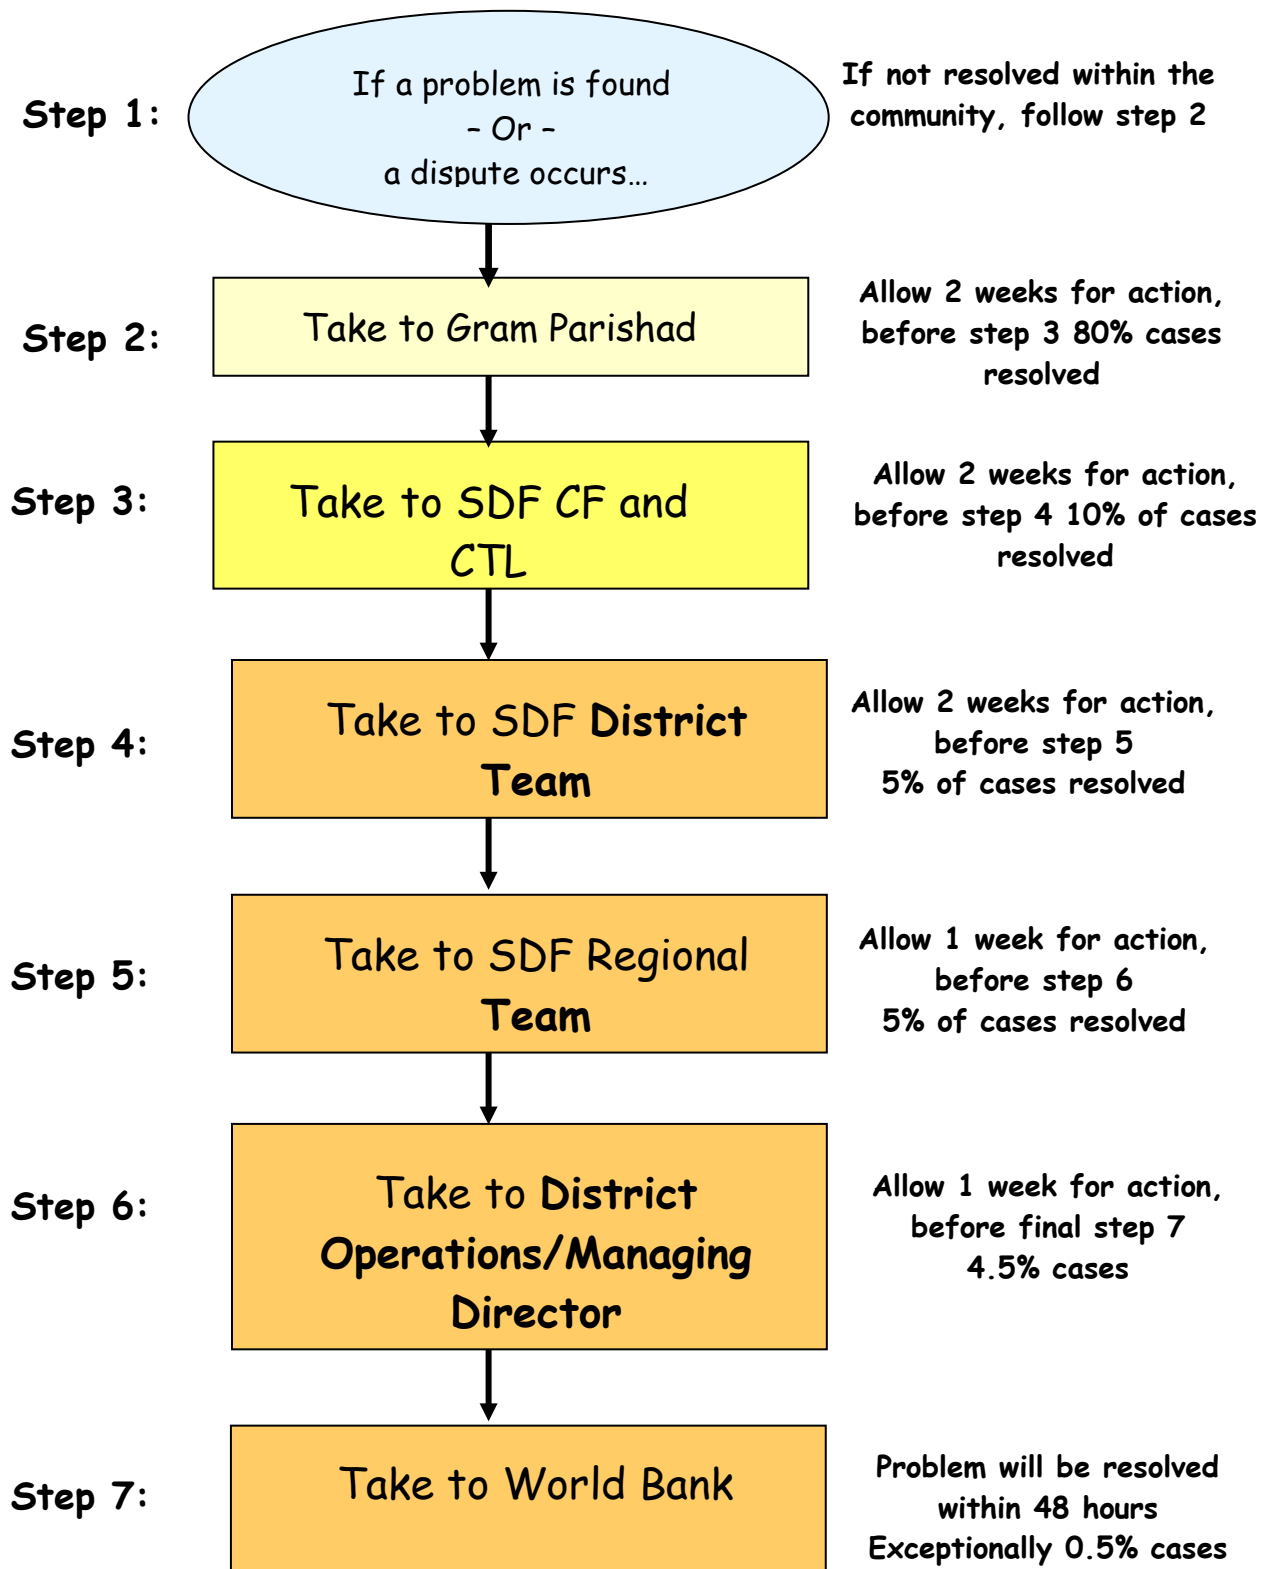 Step 1:
If a problem is found
– Or –
a dispute occurs…
If not resolved within the
community, follow step 2
Step 2:
Take to Gram Parishad
Allow 2 weeks for action,
before step 3 80% cases
resolved
Step 3:
Take to SDF CF and
CTL
Allow 2 weeks for action,
before step 4 10% of cases
resolved
Step 4:
Take to SDF District
Team
Allow 2 weeks for action,
before step 5
5% of cases resolved
Step 5:
Take to SDF Regional
Team
Allow 1 week for action,
before step 6
5% of cases resolved
Step 6:
Take to District
Operations/Managing
Director
Allow 1 week for action,
before final step 7
4.5% cases
Step 7:
Take to World Bank
Problem will be resolved
within 48 hours
Exceptionally 0.5% cases